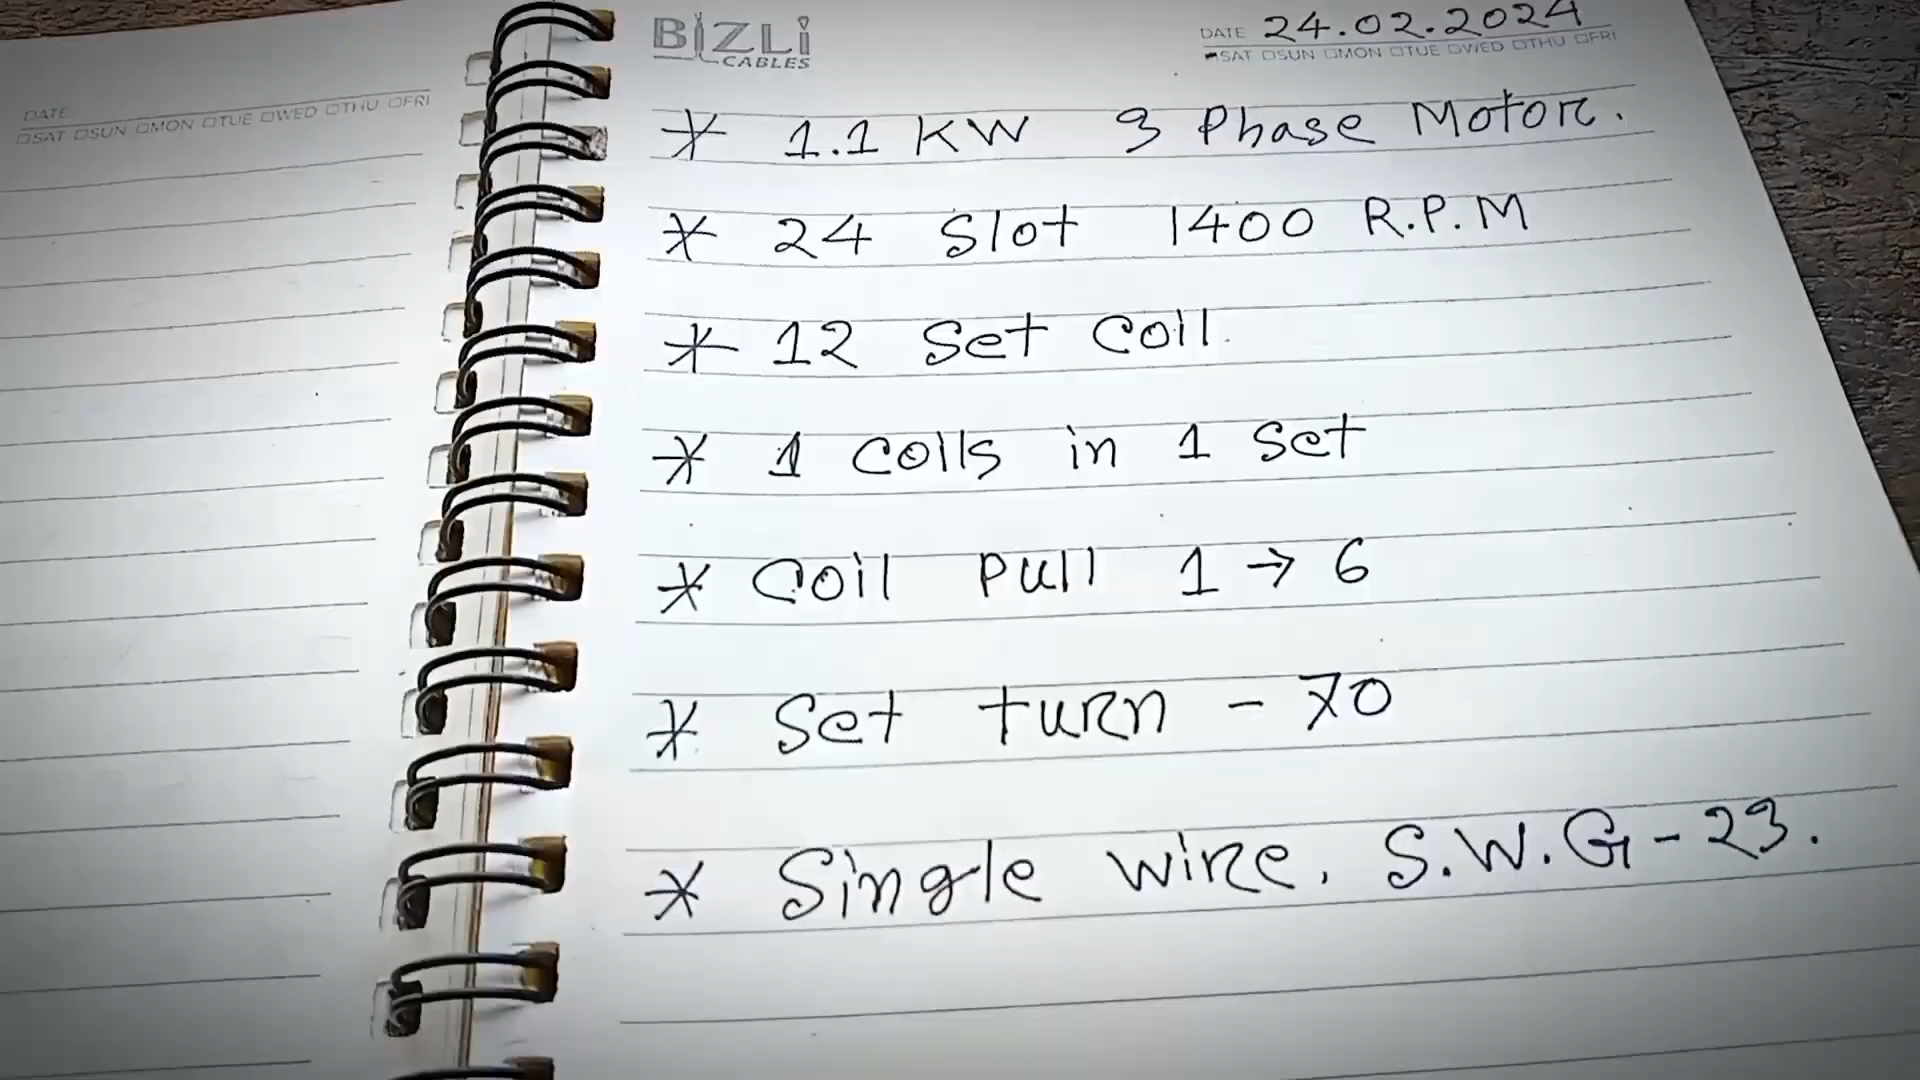 DATE
SAT SUN MON TUE WED THU FRI
BIZLI
CABLES
DATE 24.02.2024
SAT SUN MON TUE WED THU FRI
* 1.1 KW 3 Phase Motor.
* 24 Slot 1400 R.P.M
* 12 Set Coil.
* 1 Coils in 1 Set
* Coil Pull 1 → 6
* Set turn - 70
* Single wire, S.W.G - 23.